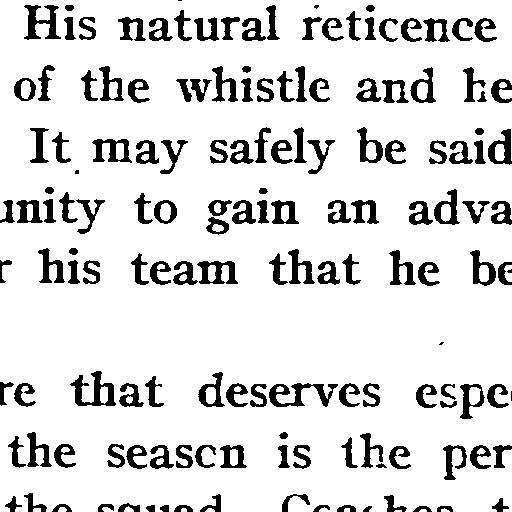 His natural reticence
of the whistle and he
It may safely be said
unity to gain an adva
r his team that he be
re that deserves espe
the seascn is the per
the squad. Coaches t